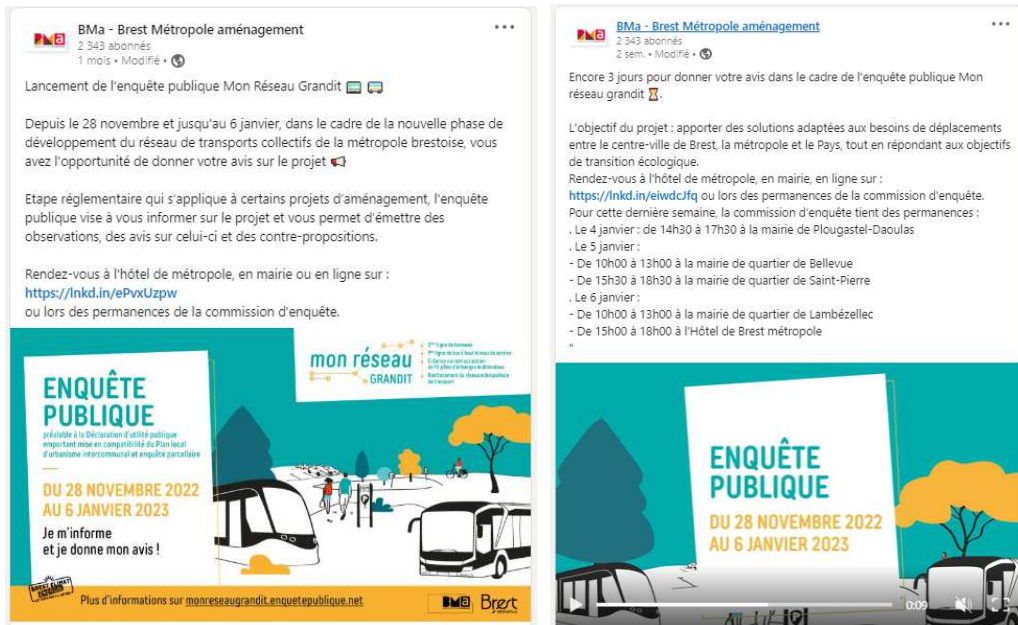 BMa - Brest Métropole aménagement
2 343 abonnés
1 mois • Modifié •
Lancement de l'enquête publique Mon Réseau Grandit
Depuis le 28 novembre et jusqu'au 6 janvier, dans le cadre de la nouvelle phase de
développement du réseau de transports collectifs de la métropole brestoise, vous
avez l'opportunité de donner votre avis sur le projet
Etape réglementaire qui s'applique à certains projets d'aménagement, l'enquête
publique vise à vous informer sur le projet et vous permet d'émettre des
observations, des avis sur celui-ci et des contre-propositions.
Rendez-vous à l'hôtel de métropole, en mairie ou en ligne sur :
https://lnkd.in/ePvxUzpw
ou lors des permanences de la commission d'enquête.
mon réseau
GRANDIT
ENQUÊTE
PUBLIQUE
préalable à la Déclaration d'utilité publique
emportant mise en compatibilité du Plan local
d'urbanisme intercommunal et enquête parcellaire
DU 28 NOVEMBRE 2022
AU 6 JANVIER 2023
Je m'informe
et je donne mon avis !
Plus d'informations sur monreseaugrandit.enquetepublique.net
BMa
Brest
BMa - Brest Métropole aménagement
2 343 abonnés
2 sem. • Modifié •
Encore 3 jours pour donner votre avis dans le cadre de l'enquête publique Mon
réseau grandit .
L'objectif du projet : apporter des solutions adaptées aux besoins de déplacements
entre le centre-ville de Brest, la métropole et le Pays, tout en répondant aux objectifs
de transition écologique.
Rendez-vous à l'hôtel de métropole, en mairie, en ligne sur :
https://lnkd.in/eiwdcJfq ou lors des permanences de la commission d'enquête.
Pour cette dernière semaine, la commission d'enquête tient des permanences :
. Le 4 janvier : de 14h30 à 17h30 à la mairie de Plougastel-Daoulas
. Le 5 janvier :
- De 10h00 à 13h00 à la mairie de quartier de Bellevue
- De 15h30 à 18h30 à la mairie de quartier de Saint-Pierre
. Le 6 janvier :
- De 10h00 à 13h00 à la mairie de quartier de Lambézellec
- De 15h00 à 18h00 à l'Hôtel de Brest métropole
"
ENQUÊTE
PUBLIQUE
DU 28 NOVEMBRE 2022
AU 6 JANVIER 2023
0:09